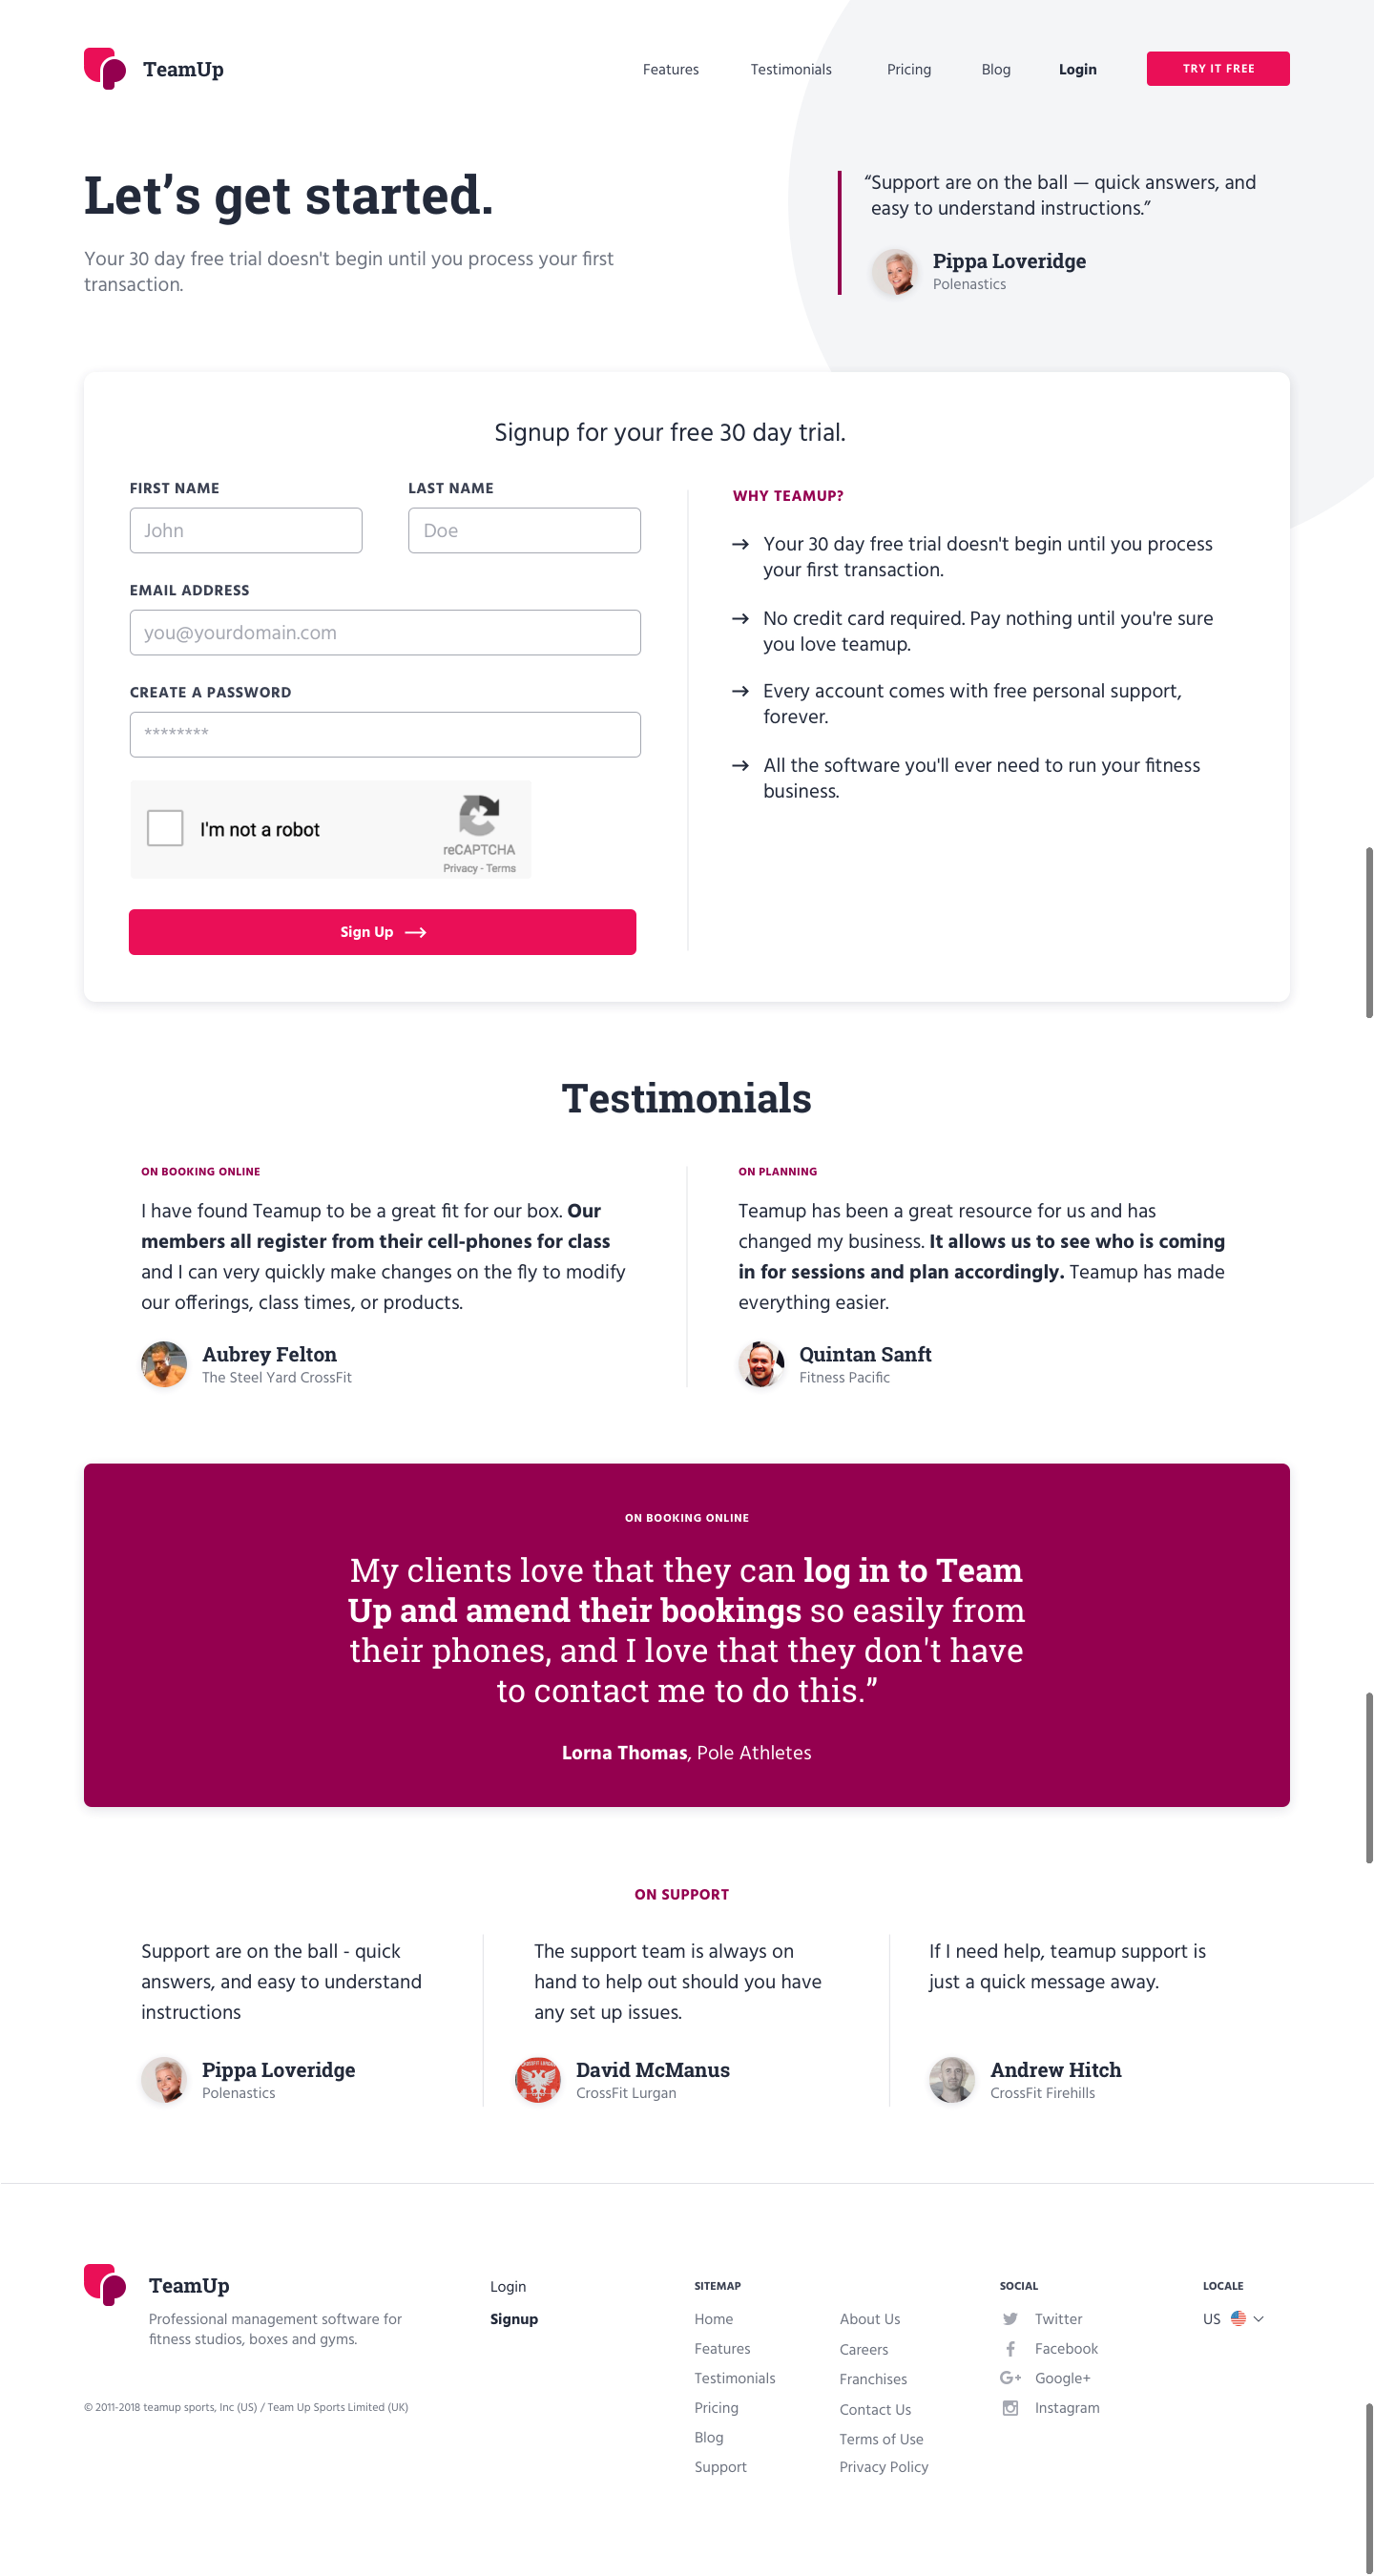 TeamUp
Features
Testimonials
Pricing
Blog
Login
TRY IT FREE
Let’s get started.
Your 30 day free trial doesn't begin until you process your first
transaction.
“Support are on the ball — quick answers, and
easy to understand instructions.”
Pippa Loveridge
Polenastics
Signup for your free 30 day trial.
FIRST NAME
LAST NAME
John
Doe
EMAIL ADDRESS
you@yourdomain.com
CREATE A PASSWORD
********
I'm not a robot
reCAPTCHA
Privacy - Terms
Sign Up
WHY TEAMUP?
Your 30 day free trial doesn't begin until you process
your first transaction.
No credit card required. Pay nothing until you're sure
you love teamup.
Every account comes with free personal support,
forever.
All the software you'll ever need to run your fitness
business.
Testimonials
ON BOOKING ONLINE
I have found Teamup to be a great fit for our box. Our
members all register from their cell-phones for class
and I can very quickly make changes on the fly to modify
our offerings, class times, or products.
Aubrey Felton
The Steel Yard CrossFit
ON PLANNING
Teamup has been a great resource for us and has
changed my business. It allows us to see who is coming
in for sessions and plan accordingly. Teamup has made
everything easier.
Quintan Sanft
Fitness Pacific
ON BOOKING ONLINE
My clients love that they can log in to Team
Up and amend their bookings so easily from
their phones, and I love that they don't have
to contact me to do this.”
Lorna Thomas, Pole Athletes
ON SUPPORT
Support are on the ball - quick
answers, and easy to understand
instructions
Pippa Loveridge
Polenastics
The support team is always on
hand to help out should you have
any set up issues.
David McManus
CrossFit Lurgan
If I need help, teamup support is
just a quick message away.
Andrew Hitch
CrossFit Firehills
TeamUp
Professional management software for
fitness studios, boxes and gyms.
© 2011-2018 teamup sports, Inc (US) / Team Up Sports Limited (UK)
Login
Signup
SITEMAP
Home
Features
Testimonials
Pricing
Blog
Support
About Us
Careers
Franchises
Contact Us
Terms of Use
Privacy Policy
SOCIAL
Twitter
Facebook
Google+
Instagram
LOCALE
US